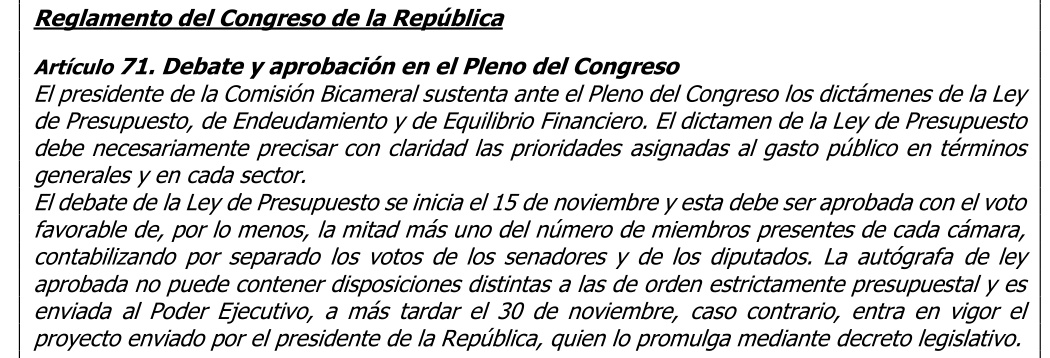 Reglamento del Congreso de la República
Artículo 71. Debate y aprobación en el Pleno del Congreso
El presidente de la Comisión Bicameral sustenta ante el Pleno del Congreso los dictámenes de la Ley
de Presupuesto, de Endeudamiento y de Equilibrio Financiero. El dictamen de la Ley de Presupuesto
debe necesariamente precisar con claridad las prioridades asignadas al gasto público en términos
generales y en cada sector.
El debate de la Ley de Presupuesto se inicia el 15 de noviembre y esta debe ser aprobada con el voto
favorable de, por lo menos, la mitad más uno del número de miembros presentes de cada cámara,
contabilizando por separado los votos de los senadores y de los diputados. La autógrafa de ley
aprobada no puede contener disposiciones distintas a las de orden estrictamente presupuestal y es
enviada al Poder Ejecutivo, a más tardar el 30 de noviembre, caso contrario, entra en vigor el
proyecto enviado por el presidente de la República, quien lo promulga mediante decreto legislativo.